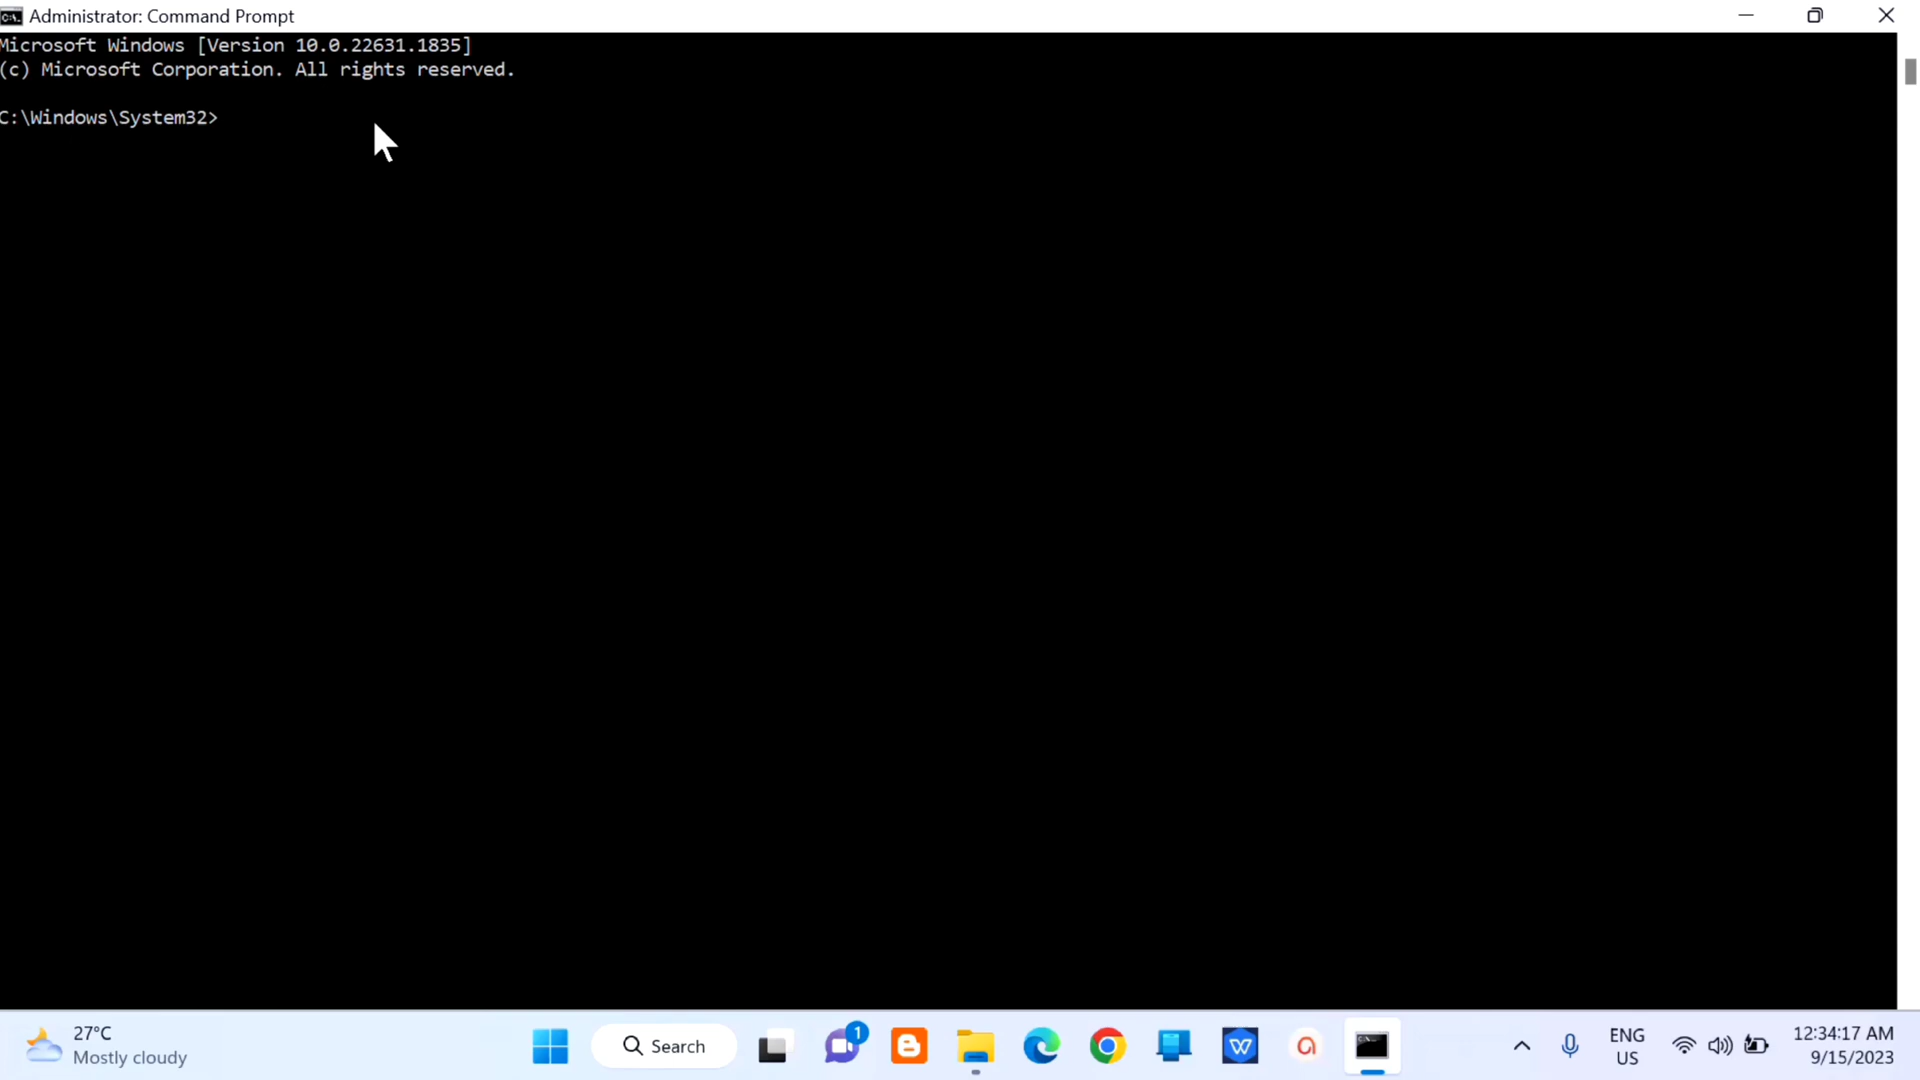 Administrator: Command Prompt
Microsoft Windows [Version 10.0.22631.1835]
(c) Microsoft Corporation. All rights reserved.
C:\Windows\System32>
27°C
Mostly cloudy
Search
1
ENG
US
12:34:17 AM
9/15/2023